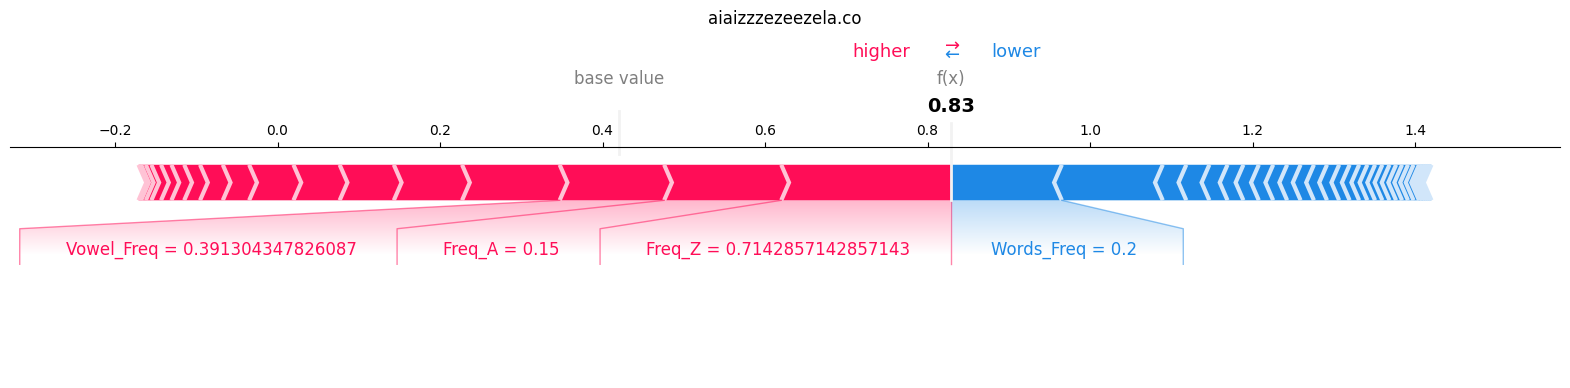 aiaizzzezeezela.co
higher ⇄ lower
base value f(x)
0.83
−0.2 0.0 0.2 0.4 0.6 0.8 1.0 1.2 1.4
Vowel_Freq = 0.391304347826087 Freq_A = 0.15 Freq_Z = 0.7142857142857143 Words_Freq = 0.2